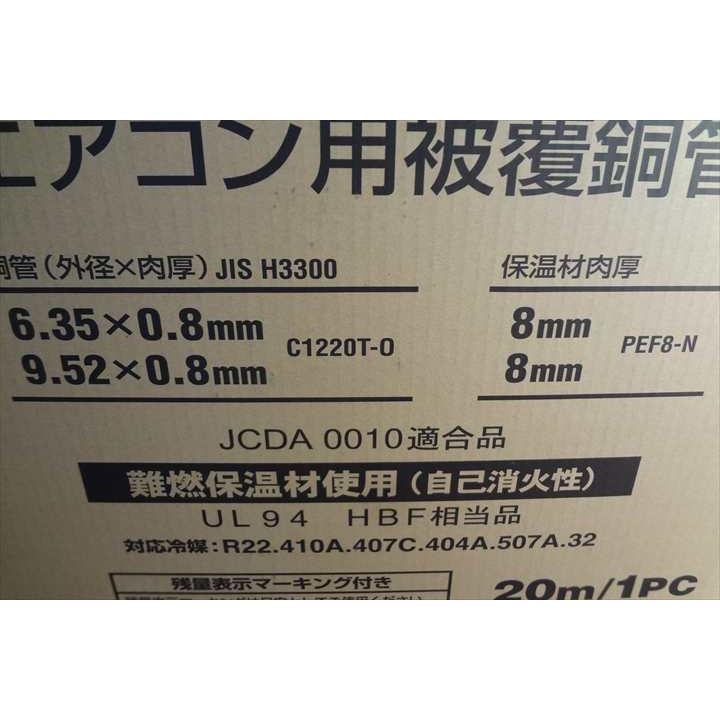 エアコン用被覆銅管
銅管（外径×肉厚）JIS H3300
6.35×0.8mm
9.52×0.8mm
C1220T-O
保温材肉厚
8mm
8mm
PEF8-N
JCDA 0010適合品
難燃保温材使用（自己消火性）
UL94 HBF相当品
対応冷媒：R22.410A.407C.404A.507A.32
残量表示マーキング付き
20m/1PC